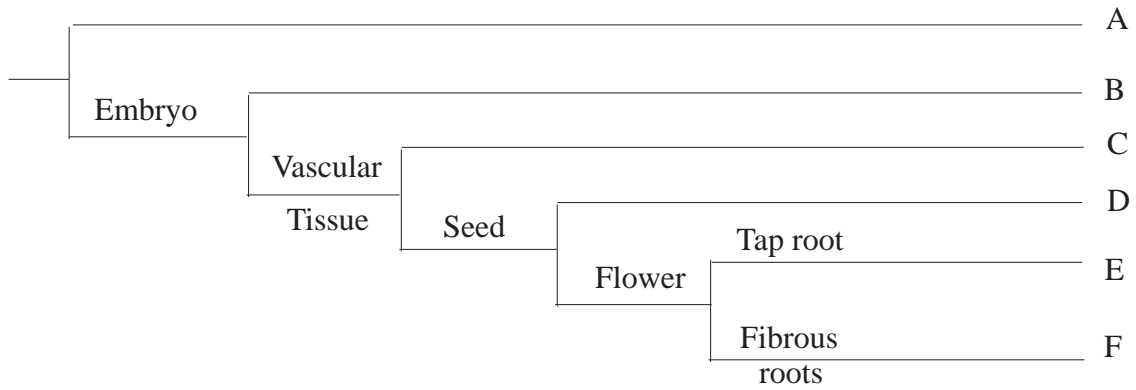 A
B
Embryo
C
Vascular
Tissue
D
Seed
Tap root
E
Flower
Fibrous
roots
F